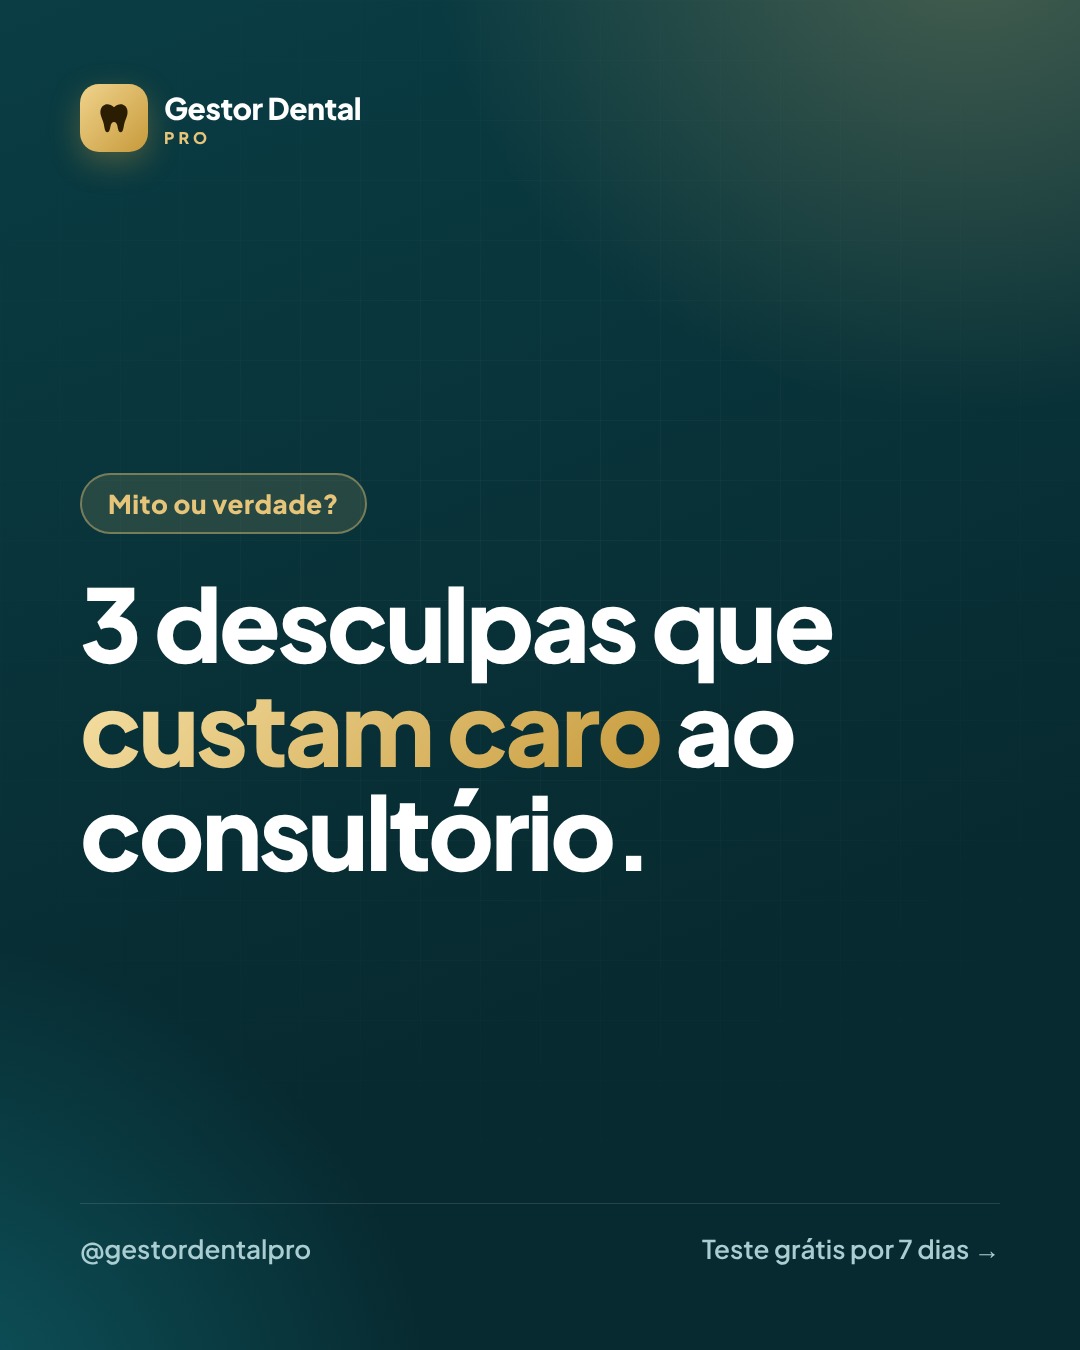 Gestor Dental
PRO
Mito ou verdade?
3 desculpas que
custam caro ao
consultório.
@gestordentalpro
Teste grátis por 7 dias →